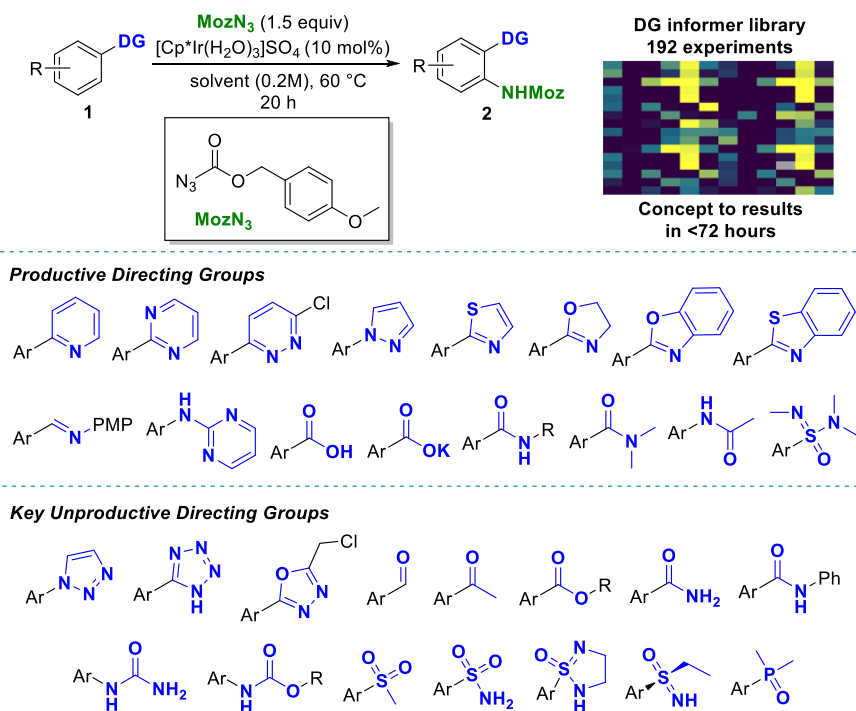 MozN3 (1.5 equiv)
[Cp*Ir(H2O)3]SO4 (10 mol%)
solvent (0.2M), 60 °C
20 h
R
DG
1
R
DG
NHMoz
2
DG informer library
192 experiments
Concept to results
in <72 hours
O
N3
O
O
MozN3
Productive Directing Groups
Ar
N
Ar
N
N
Ar
N
N
Cl
Ar
N
N
Ar
S
N
Ar
O
N
Ar
O
N
Ar
S
N
Ar
N
PMP
Ar
H
N
N
N
Ar
O
OH
Ar
O
OK
Ar
O
N
H
R
Ar
O
N
Ar
H
N
O
Ar
N
S
N
O
Key Unproductive Directing Groups
Ar
N
N
N
Ar
N
N
N
N
H
Ar
O
N
N
Cl
Ar
O
Ar
O
Ar
O
O
R
Ar
O
NH2
Ar
O
N
H
Ph
Ar
N
H
O
NH2
Ar
N
H
O
O
R
Ar
O
S
O
Ar
O
S
O
NH2
Ar
O
S
N
N
H
Ar
O
S
NH
Ar
P
O